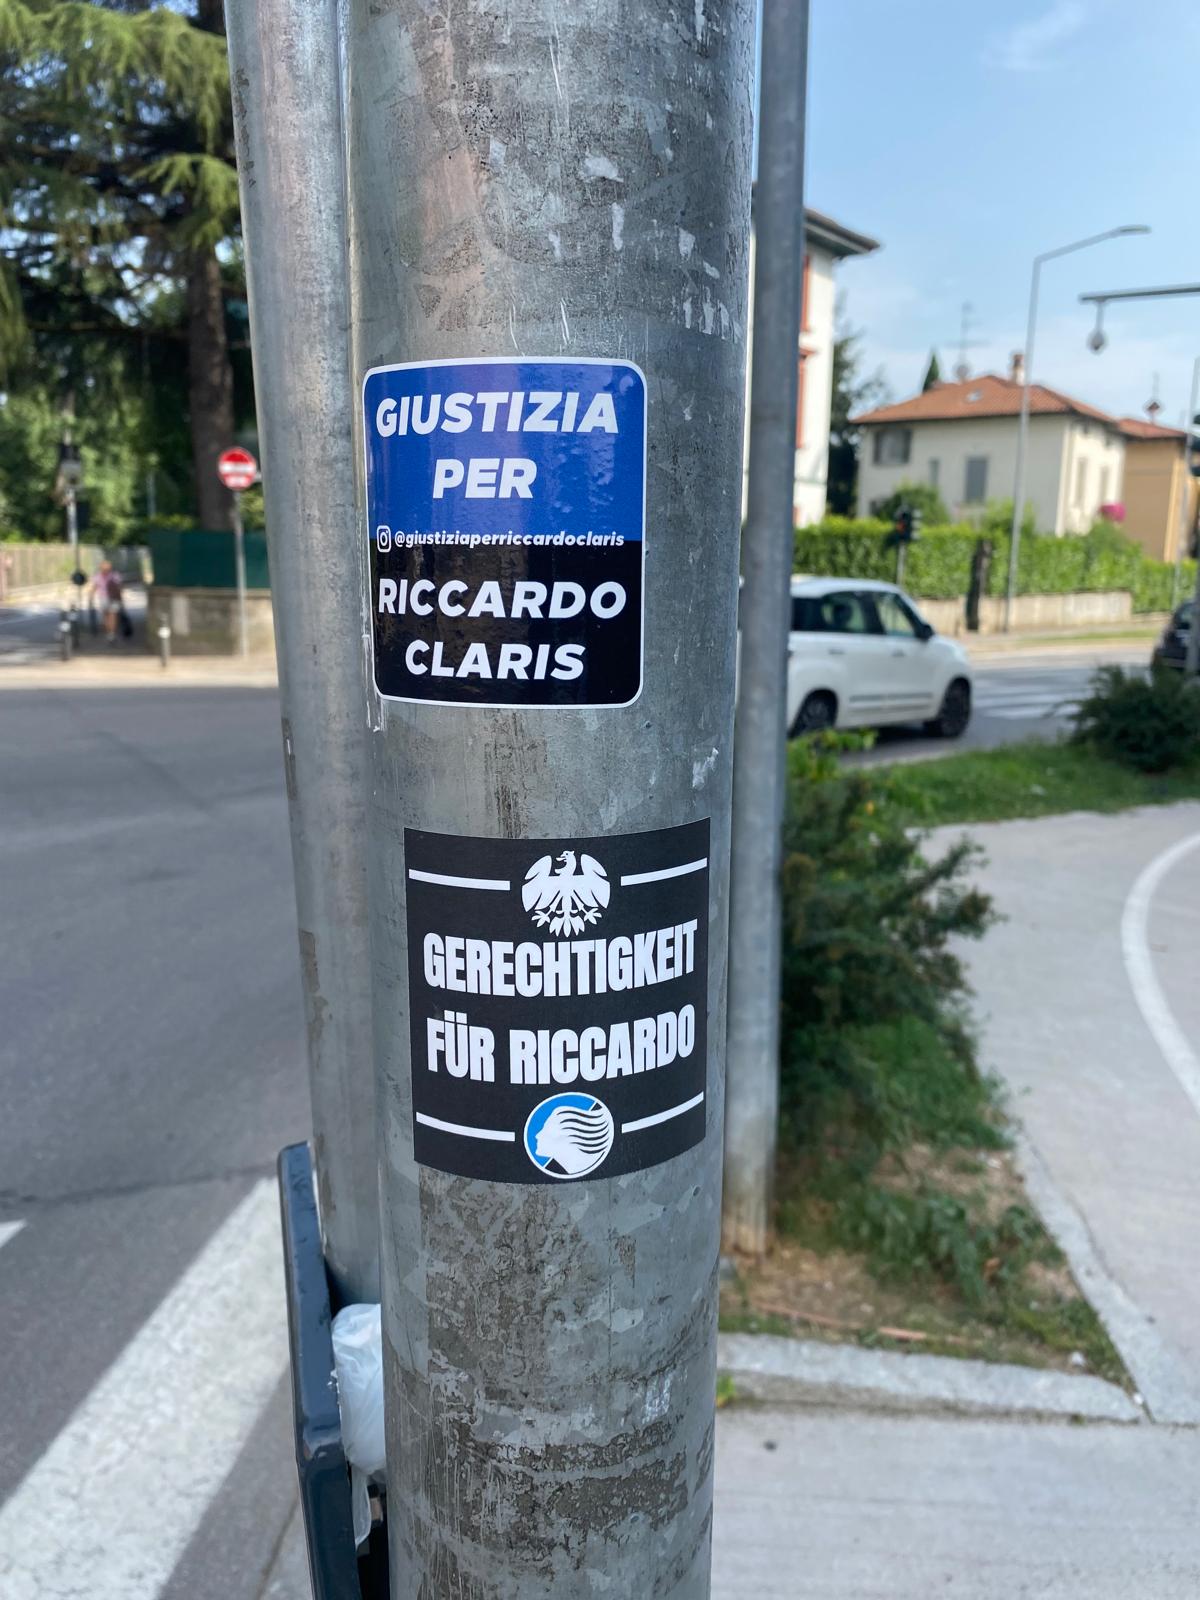 GIUSTIZIA
PER
@giustiziaperriccardoclaris
RICCARDO
CLARIS
GERECHTIGKEIT
FÜR RICCARDO